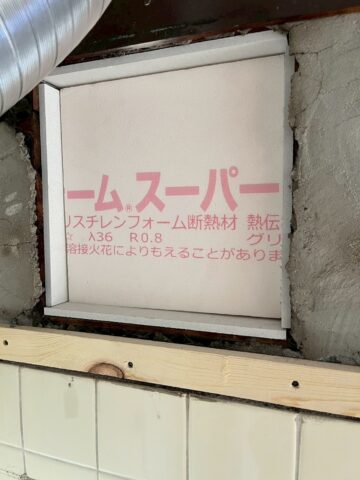 ーム®スーパー
リスチレンフォーム断熱材 熱伝
☆ λ36 R0.8 グリ
溶接火花によりもえることがありま